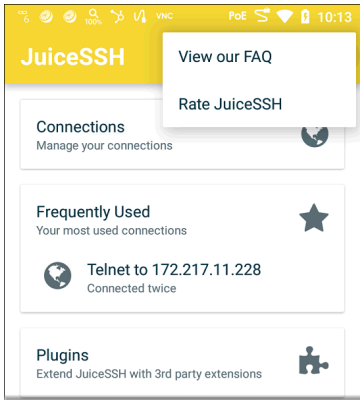 6
100%
VNC
PoE
10:13
JuiceSSH
View our FAQ
Rate JuiceSSH
Connections
Manage your connections
Frequently Used
Your most used connections
Telnet to 172.217.11.228
Connected twice
Plugins
Extend JuiceSSH with 3rd party extensions